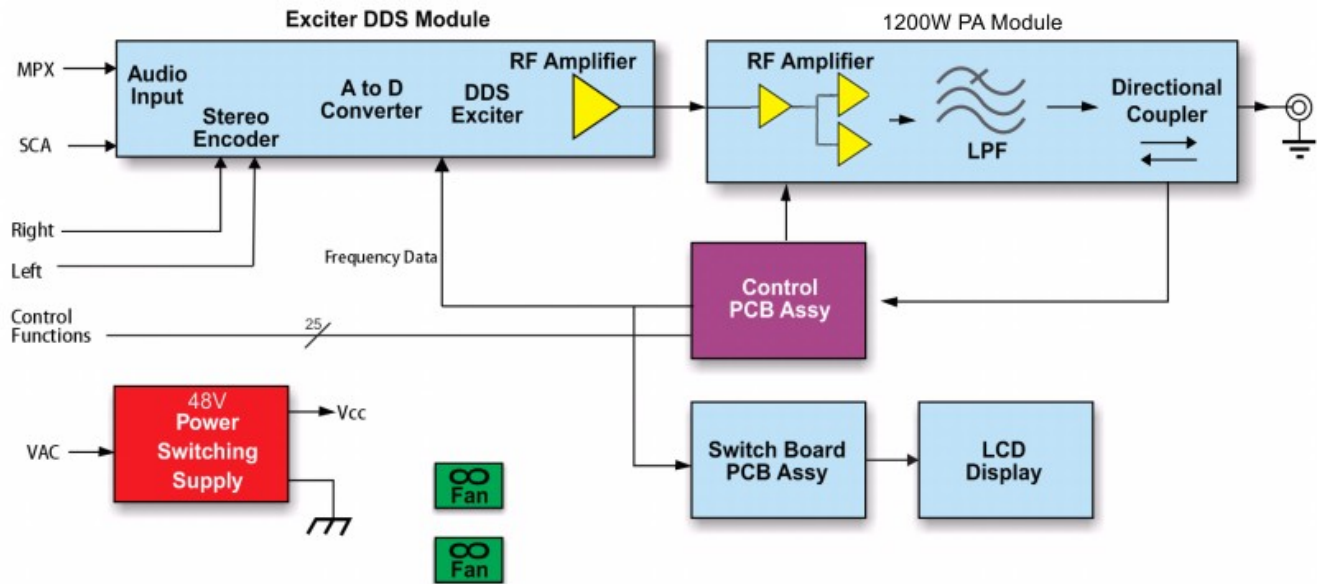 Exciter DDS Module
1200W PA Module
MPX
Audio
Input
Stereo
Encoder
A to D
Converter
DDS
Exciter
RF Amplifier
RF Amplifier
LPF
Directional
Coupler
SCA
Right
Left
Frequency Data
Control
PCB Assy
Control
Functions
25
48V
Power
Switching
Supply
Vcc
VAC
Switch Board
PCB Assy
LCD
Display
Fan
Fan